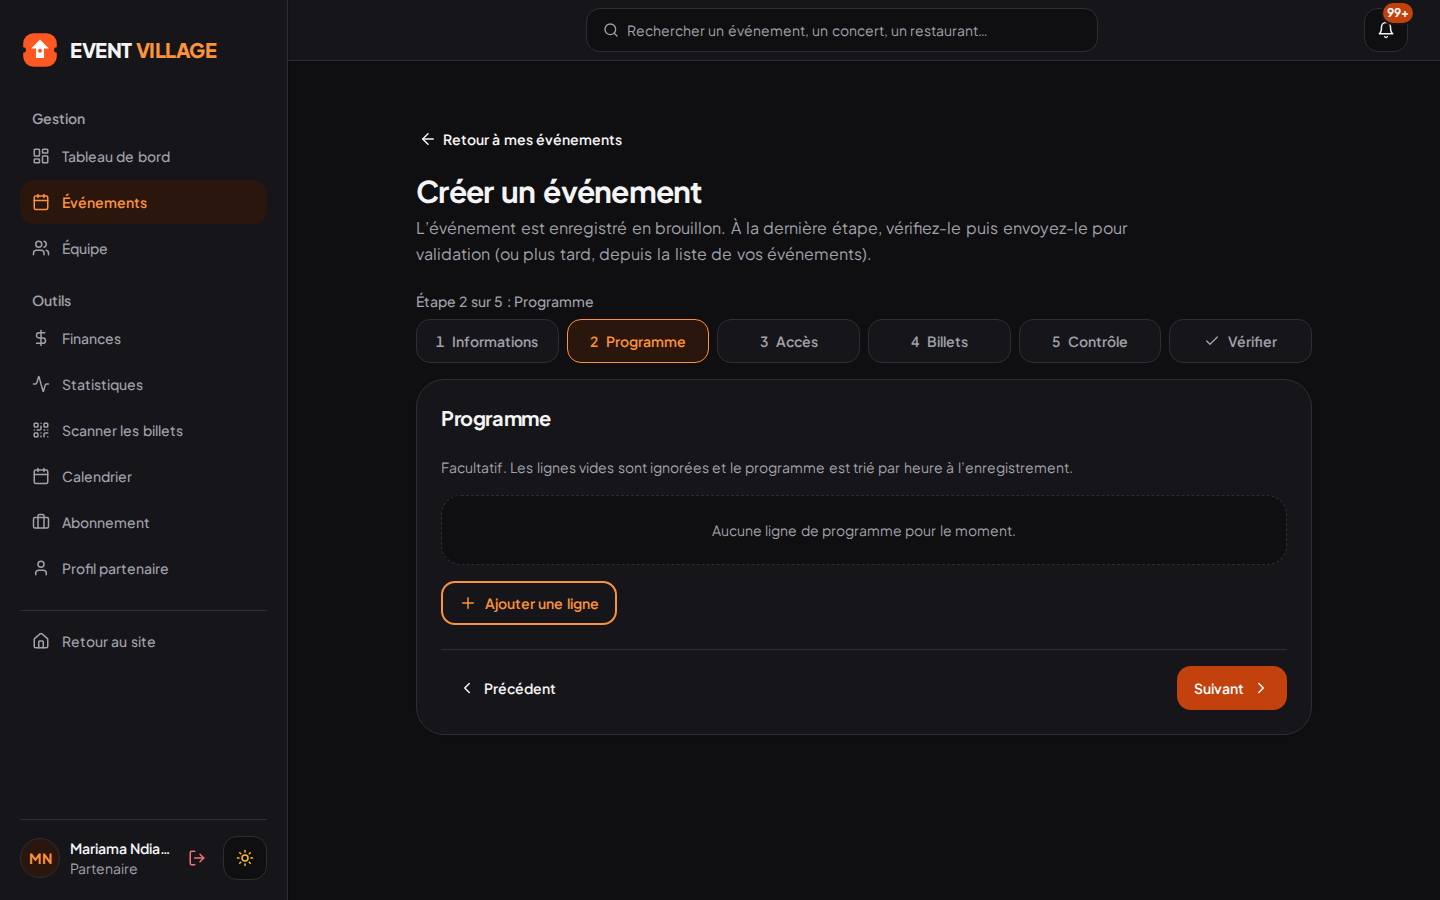 EVENT VILLAGE
Rechercher un événement, un concert, un restaurant...
99+
Gestion
Tableau de bord
Événements
Équipe
Outils
Finances
Statistiques
Scanner les billets
Calendrier
Abonnement
Profil partenaire
Retour au site
MN
Mariama Ndia...
Partenaire
Retour à mes événements
Créer un événement
L'événement est enregistré en brouillon. À la dernière étape, vérifiez-le puis envoyez-le pour
validation (ou plus tard, depuis la liste de vos événements).
Étape 2 sur 5 : Programme
1 Informations
2 Programme
3 Accès
4 Billets
5 Contrôle
Vérifier
Programme
Facultatif. Les lignes vides sont ignorées et le programme est trié par heure à l'enregistrement.
Aucune ligne de programme pour le moment.
Ajouter une ligne
Précédent
Suivant